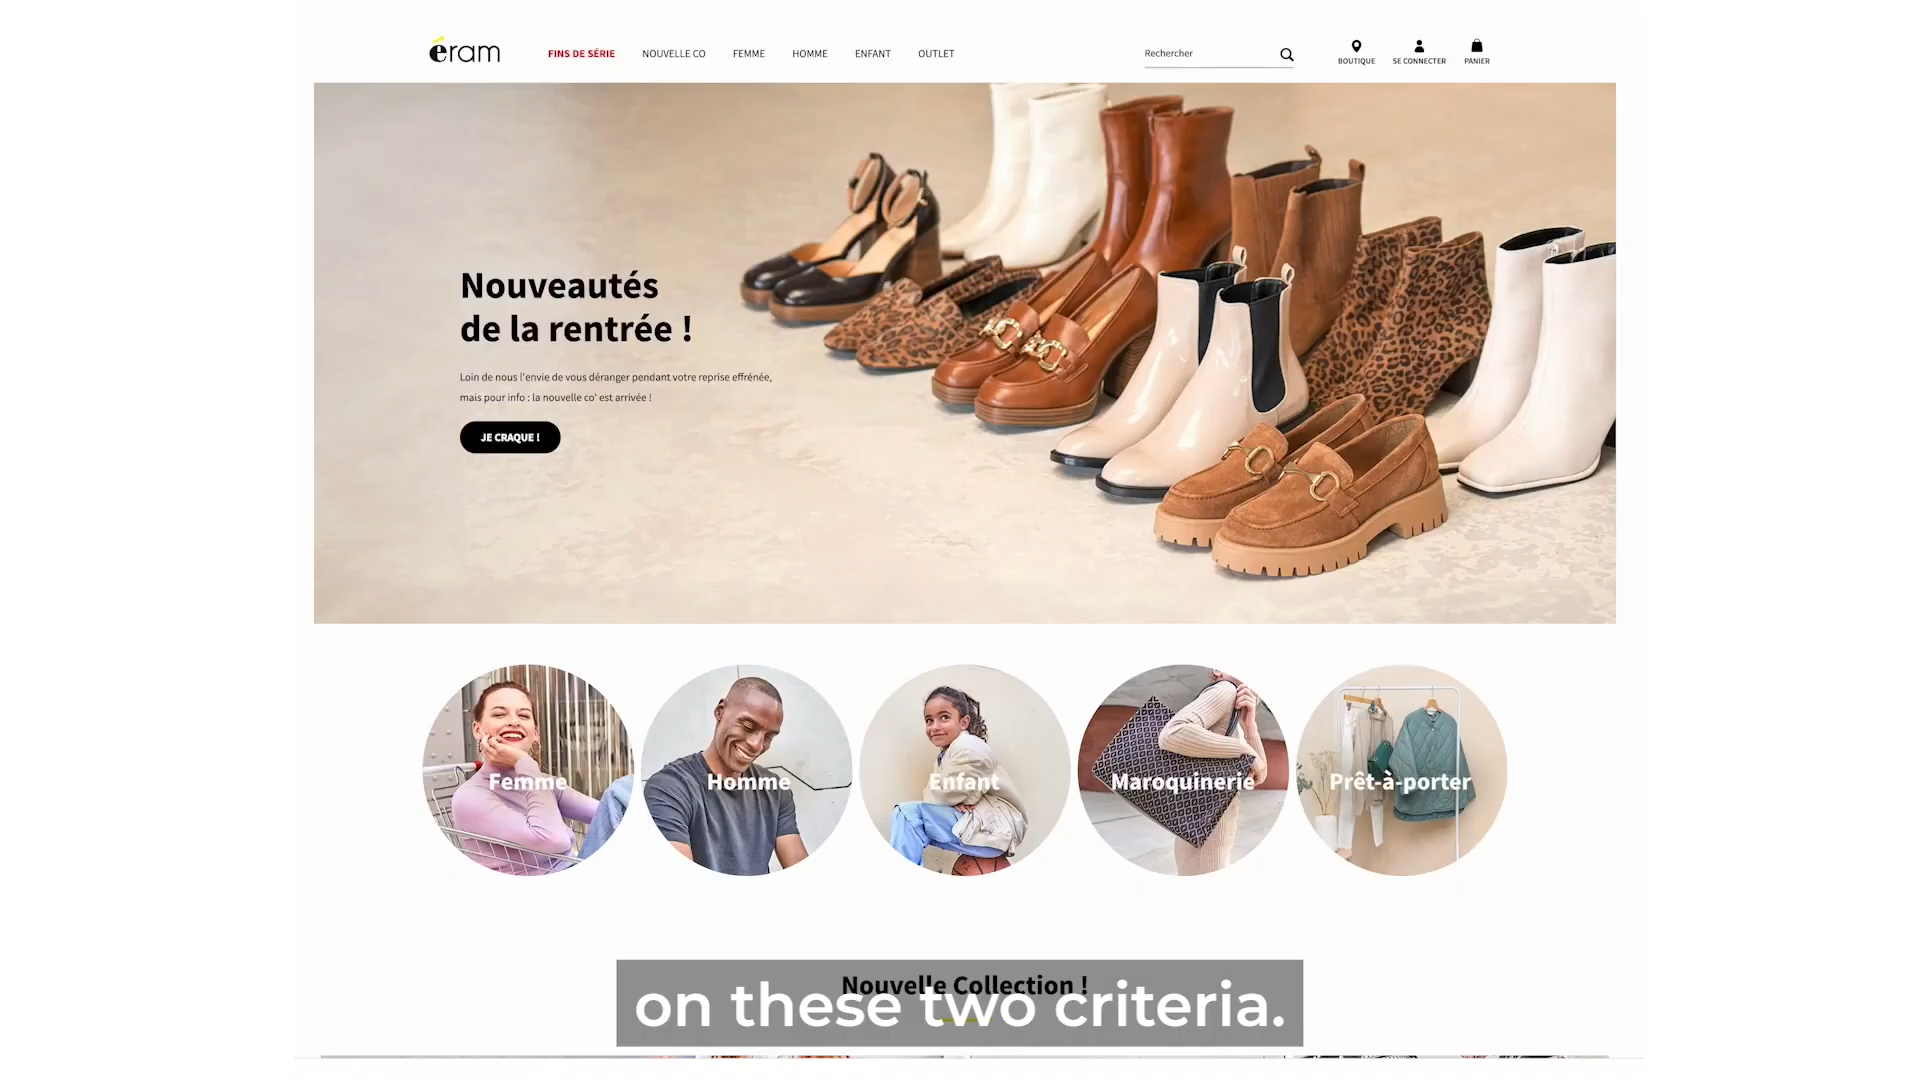 éram
FINS DE SÉRIE NOUVELLE CO FEMME HOMME ENFANT OUTLET
Rechercher
BOUTIQUE SE CONNECTER PANIER
Nouveautés
de la rentrée !
Loin de nous l'envie de vous déranger pendant votre reprise effrénée,
mais pour info : la nouvelle co' est arrivée !
JE CRAQUE !
Femme Homme Enfant Maroquinerie Prêt-à-porter
Nouvelle Collection !
on these two criteria.